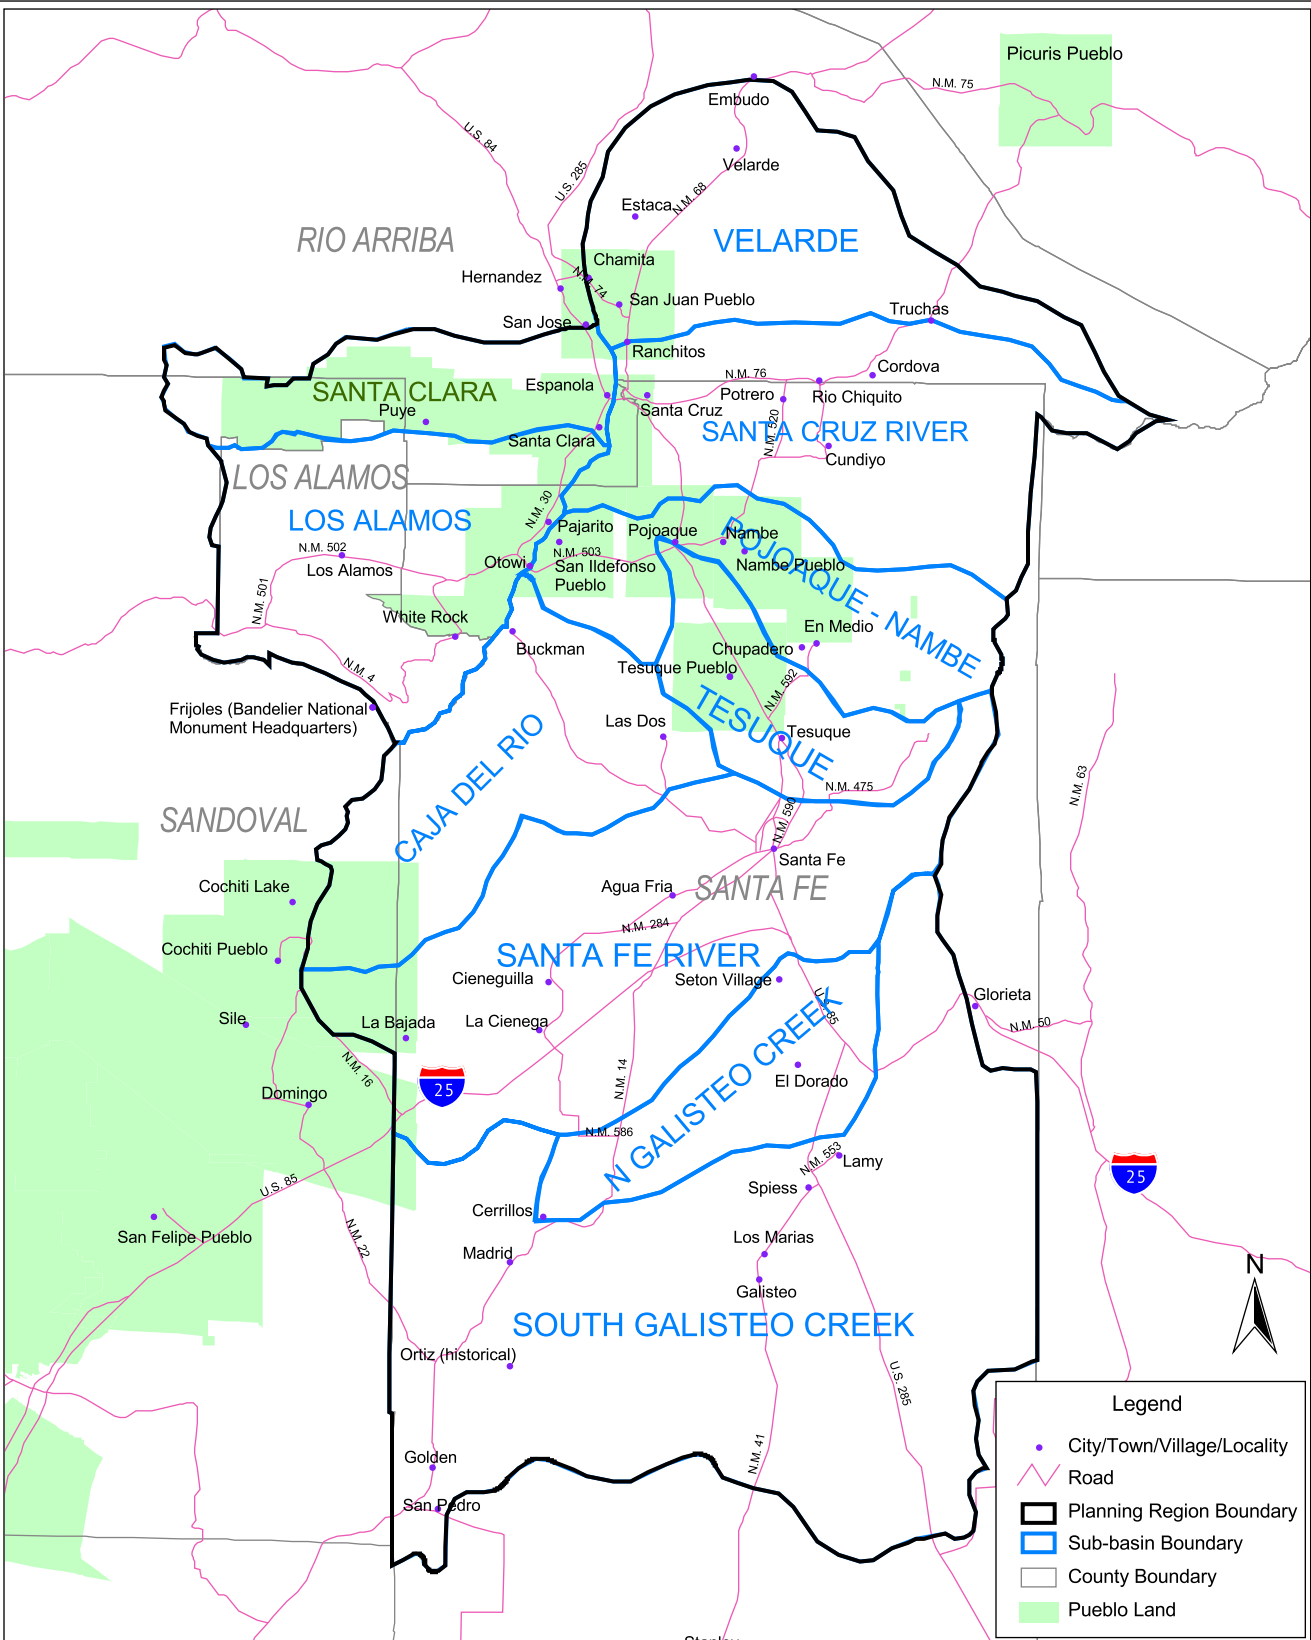 Picuris Pueblo
N.M. 75
Embudo
U.S. 84
Velarde
U.S. 285
N.M. 68
Estaca
RIO ARRIBA
VELARDE
Chamita
Hernandez
N.M. 74
San Juan Pueblo
Truchas
San Jose
Ranchitos
Cordova
N.M. 76
SANTA CLARA
Espanola
Potrero
Rio Chiquito
Puye
Santa Cruz
N.M. 520
SANTA CRUZ RIVER
Santa Clara
Cundiyo
LOS ALAMOS
LOS ALAMOS
N.M. 30
Pajarito
Pojoaque
Nambe
POJOAQUE - NAMBE
N.M. 502
N.M. 503
Otowi
San Ildefonso
Pueblo
Nambe Pueblo
Los Alamos
N.M. 501
White Rock
En Medio
Buckman
Chupadero
N.M. 4
Tesuque Pueblo
N.M. 592
Frijoles (Bandelier National
Monument Headquarters)
TESUQUE
Las Dos
Tesuque
CAJA DEL RIO
N.M. 475
N.M. 63
SANDOVAL
N.M. 590
Santa Fe
Cochiti Lake
Agua Fria
SANTA FE
N.M. 284
Cochiti Pueblo
SANTA FE RIVER
Cieneguilla
Seton Village
Glorieta
U.S. 85
Sile
La Bajada
La Cienega
N.M. 50
N.M. 16
25
N.M. 14
El Dorado
Domingo
N GALISTEO CREEK
N.M. 586
N.M. 553
Lamy
25
U.S. 85
Spiess
Cerrillos
San Felipe Pueblo
N.M. 22
Los Marias
Madrid
N
Galisteo
SOUTH GALISTEO CREEK
Ortiz (historical)
U.S. 285
N.M. 41
Golden
San Pedro
Legend
City/Town/Village/Locality
Road
Planning Region Boundary
Sub-basin Boundary
County Boundary
Pueblo Land